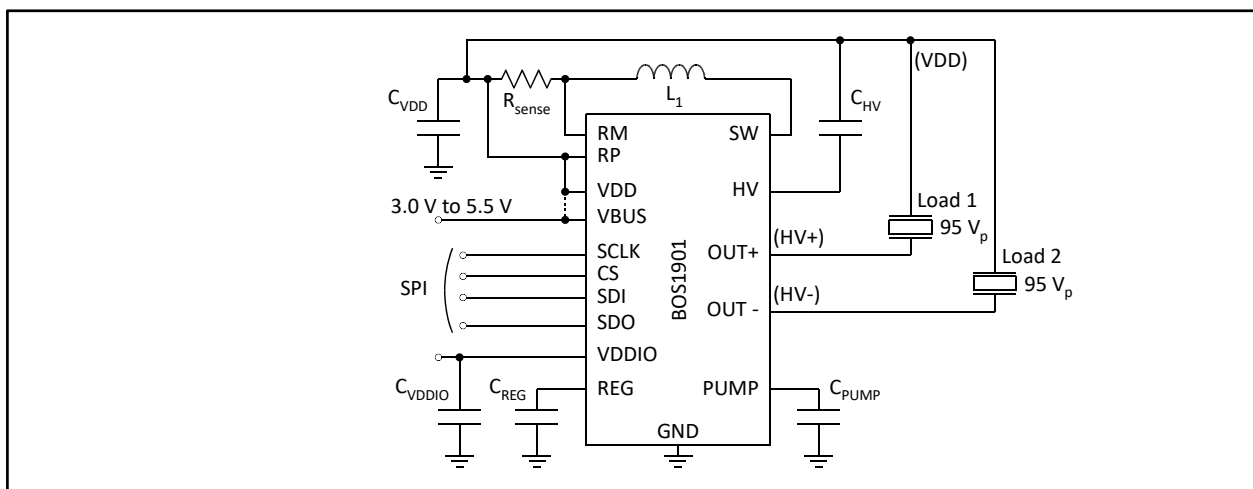 (VDD)
C_VDD
R_sense
L_1
C_HV
RM
SW
RP
VDD
HV
3.0 V to 5.5 V
VBUS
Load 1
95 V_p
SCLK
OUT+
(HV+)
CS
Load 2
95 V_p
SPI
SDI
SDO
OUT -
(HV-)
BOS1901
VDDIO
C_VDDIO
C_REG
REG
PUMP
C_PUMP
GND